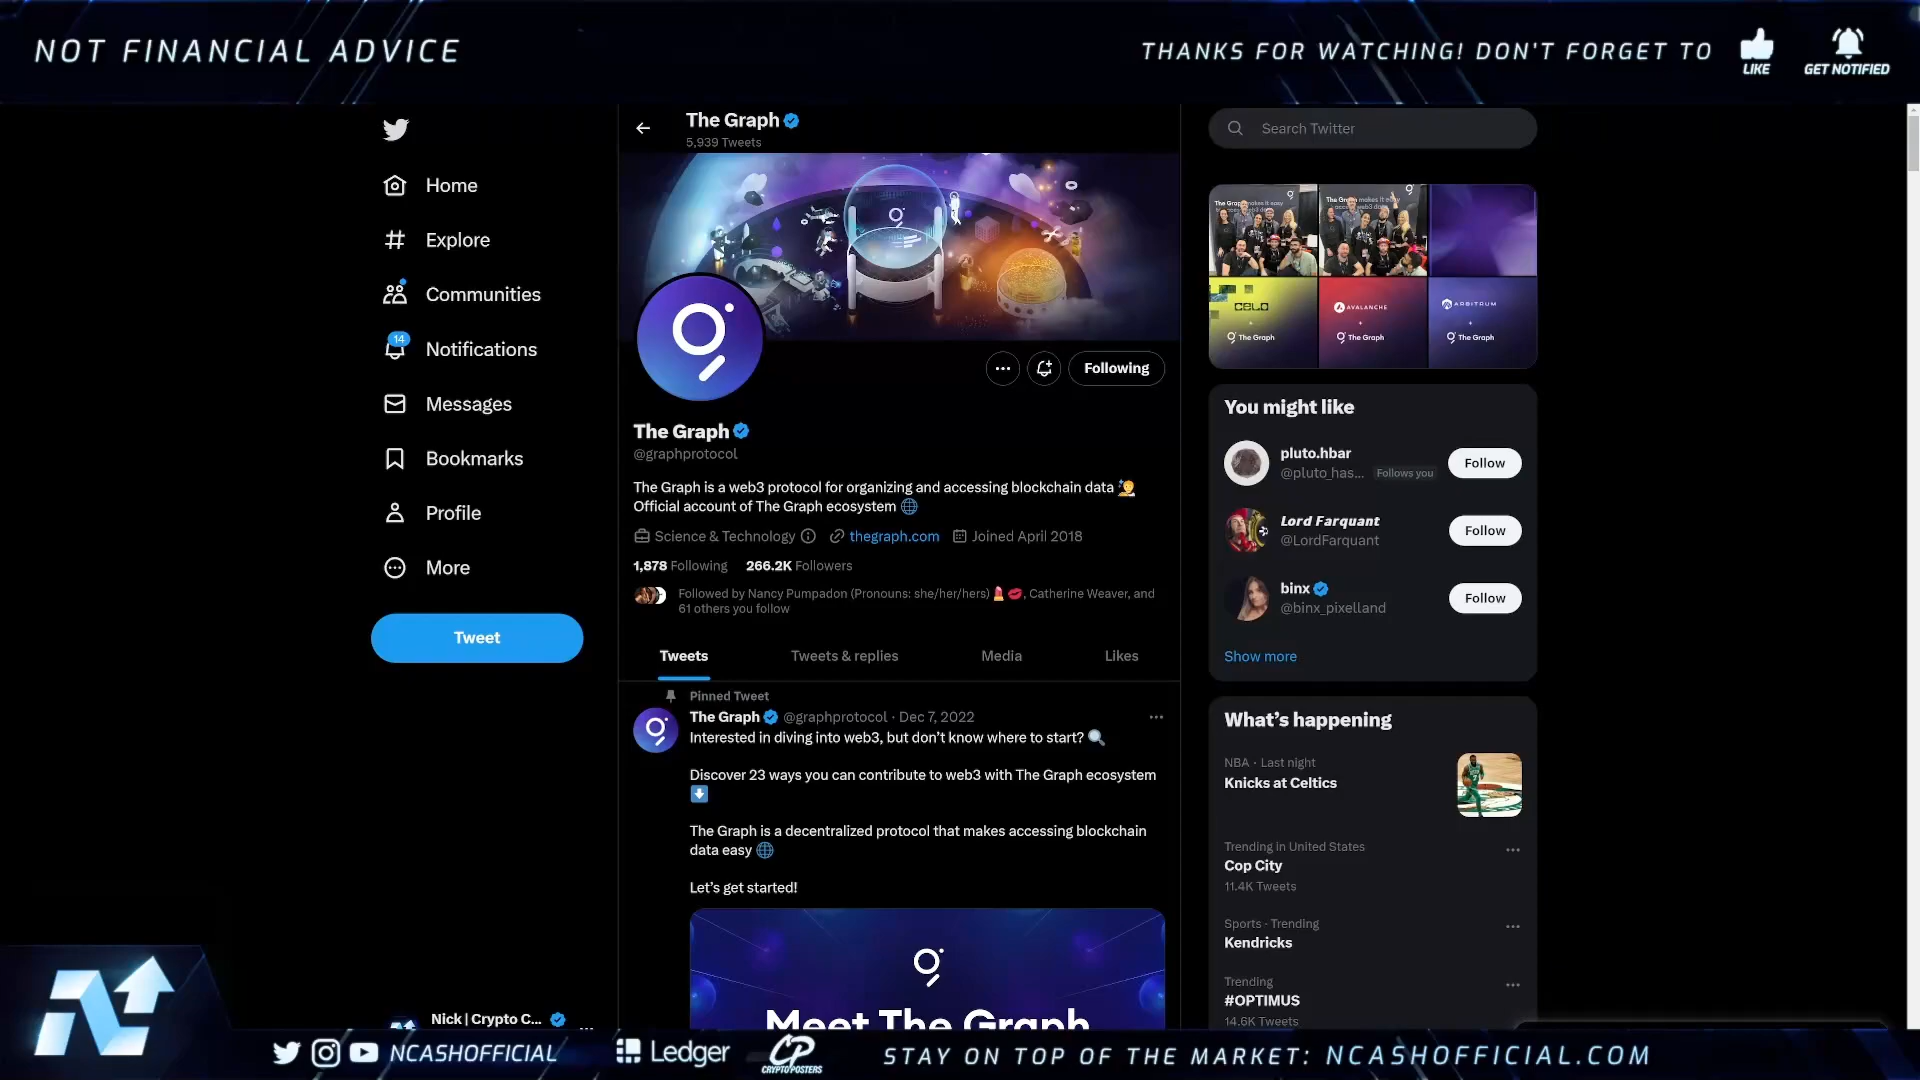 NOT FINANCIAL ADVICE
THANKS FOR WATCHING! DON'T FORGET TO
LIKE
GET NOTIFIED
Home
Explore
Communities
14
Notifications
Messages
Bookmarks
Profile
More
Tweet
Nick | Crypto C...
The Graph
5,939 Tweets
Following
The Graph
@graphprotocol
The Graph is a web3 protocol for organizing and accessing blockchain data
Official account of The Graph ecosystem
Science & Technology thegraph.com Joined April 2018
1,878 Following 266.2K Followers
Followed by Nancy Pumpadon (Pronouns: she/her/hers), Catherine Weaver, and
61 others you follow
Tweets Tweets & replies Media Likes
Pinned Tweet
The Graph @graphprotocol · Dec 7, 2022
Interested in diving into web3, but don't know where to start?
Discover 23 ways you can contribute to web3 with The Graph ecosystem
The Graph is a decentralized protocol that makes accessing blockchain
data easy
Let's get started!
Meet The Graph
Search Twitter
CELO
The Graph
AVALANCHE
The Graph
ARBITRUM
The Graph
You might like
pluto.hbar
@pluto_has... Follows you
Follow
Lord Farquant
@LordFarquant
Follow
binx
@binx_pixelland
Follow
Show more
What's happening
NBA · Last night
Knicks at Celtics
Trending in United States
Cop City
11.4K Tweets
Sports · Trending
Kendricks
Trending
#OPTIMUS
14.6K Tweets
NCASHOFFICIAL
Ledger
CP
CRYPTOPOSTERS
STAY ON TOP OF THE MARKET: NCASHOFFICIAL.COM